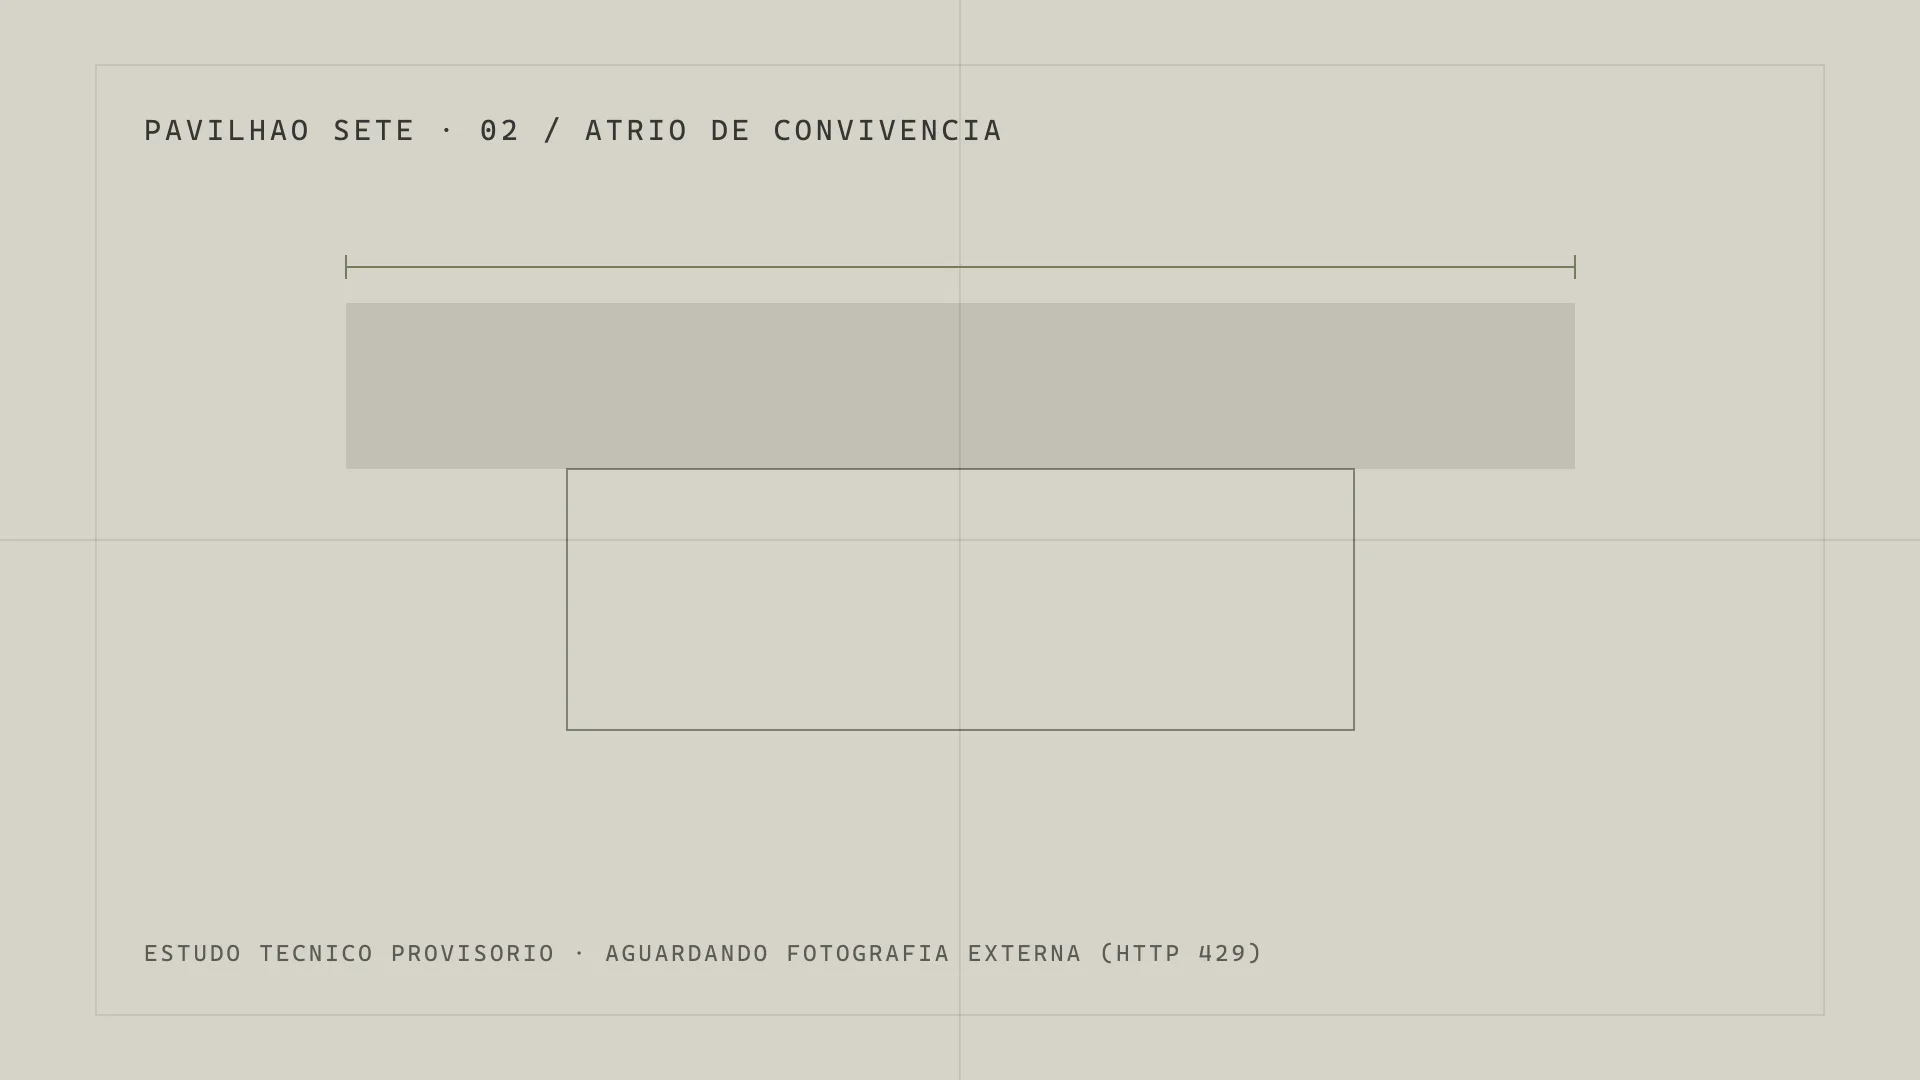 PAVILHAO SETE · 02 / ATRIO DE CONVIVENCIA
ESTUDO TECNICO PROVISORIO · AGUARDANDO FOTOGRAFIA EXTERNA (HTTP 429)